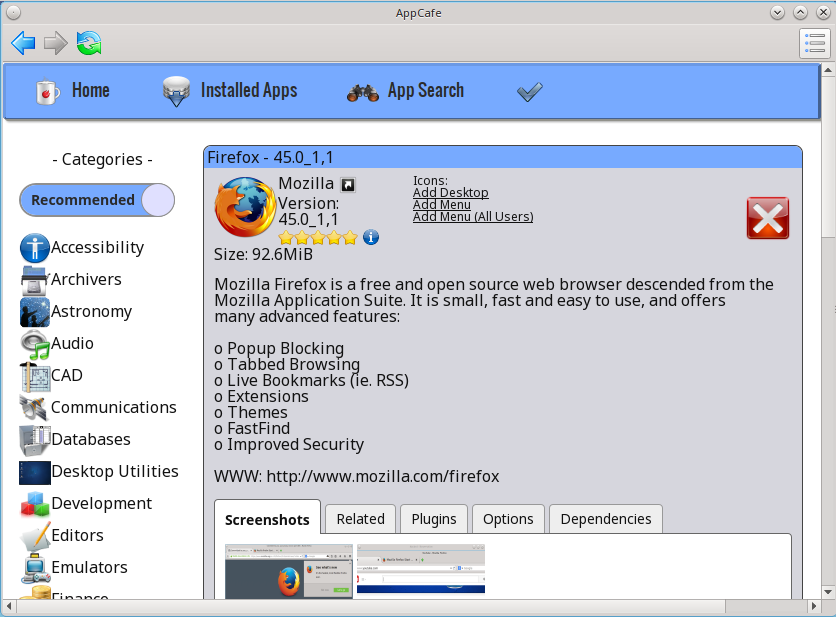 AppCafe
Home
Installed Apps
App Search
- Categories -
Recommended
Accessibility
Archivers
Astronomy
Audio
CAD
Communications
Databases
Desktop Utilities
Development
Editors
Emulators
Finance
Firefox - 45.0_1,1
Mozilla
Version:
45.0_1,1
Size: 92.6MiB
Icons:
Add Desktop
Add Menu
Add Menu (All Users)
Mozilla Firefox is a free and open source web browser descended from the
Mozilla Application Suite. It is small, fast and easy to use, and offers
many advanced features:
o Popup Blocking
o Tabbed Browsing
o Live Bookmarks (ie. RSS)
o Extensions
o Themes
o FastFind
o Improved Security
WWW: http://www.mozilla.com/firefox
Screenshots
Related
Plugins
Options
Dependencies